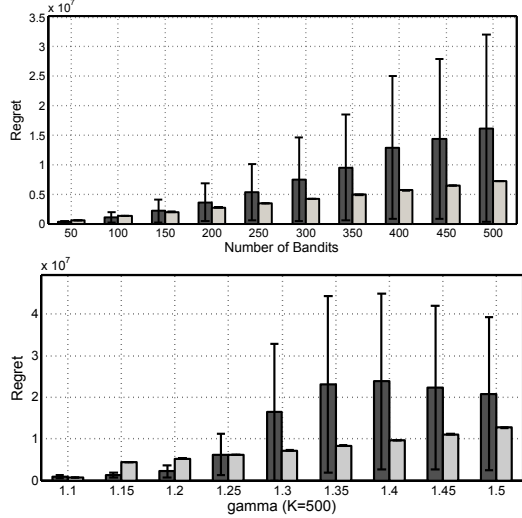 x 10^7
3.5
3
2.5
2
1.5
1
0.5
0
Regret
50 100 150 200 250 300 350 400 450 500
Number of Bandits
x 10^7
4
3
2
1
0
Regret
1.1 1.15 1.2 1.25 1.3 1.35 1.4 1.45 1.5
gamma (K=500)